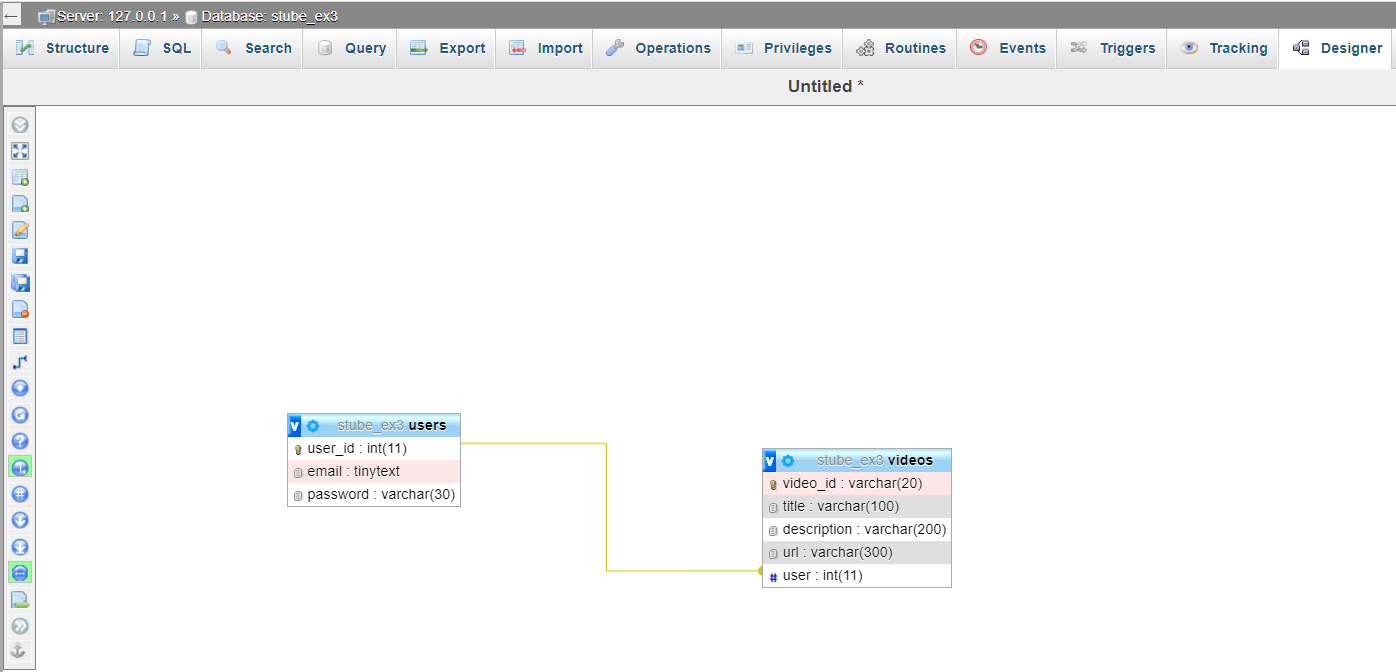 Server: 127.0.0.1 » Database: stube_ex3
Structure SQL Search Query Export Import Operations Privileges Routines Events Triggers Tracking Designer
Untitled *
v stube_ex3 users
user_id : int(11)
email : tinytext
password : varchar(30)
v stube_ex3 videos
video_id : varchar(20)
title : varchar(100)
description : varchar(200)
url : varchar(300)
# user : int(11)